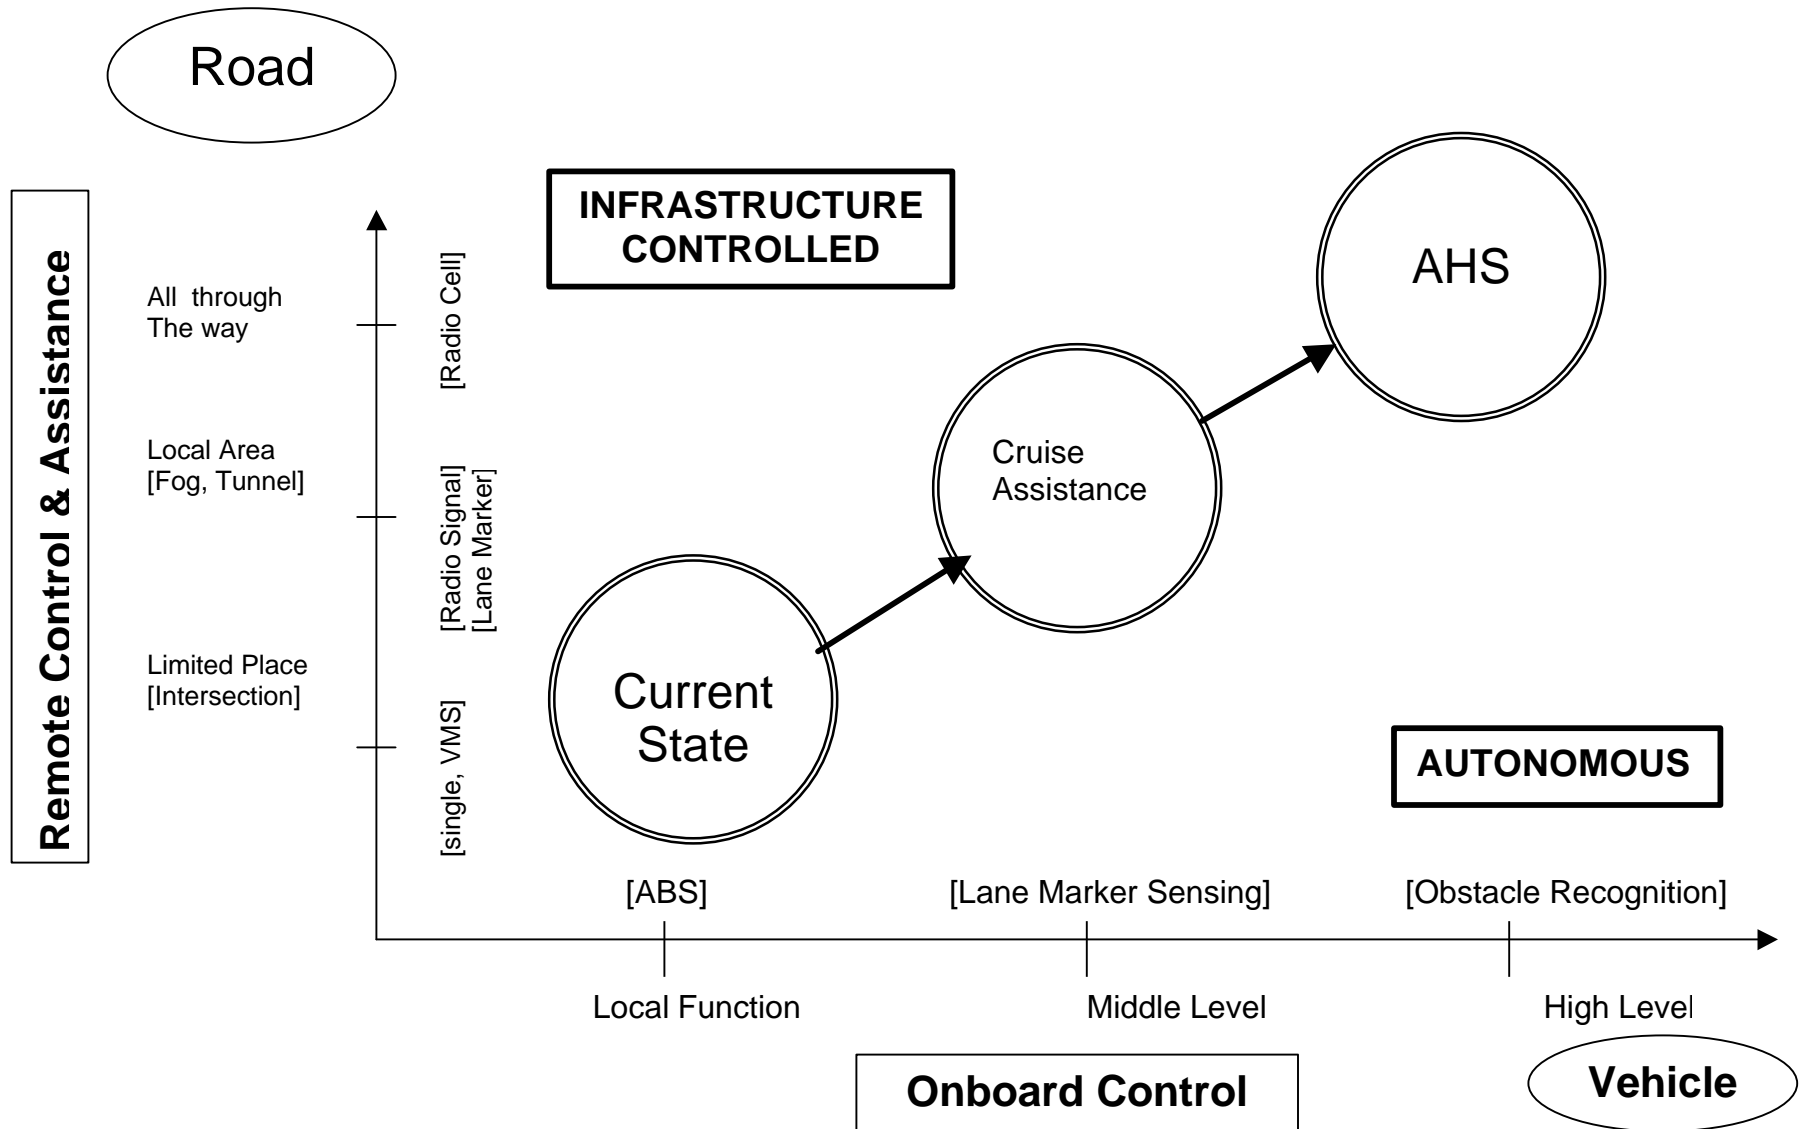 Road
INFRASTRUCTURE
CONTROLLED
AHS
Remote Control & Assistance
All through
The way
[Radio Cell]
Local Area
[Fog, Tunnel]
[Radio Signal]
[Lane Marker]
Cruise
Assistance
Limited Place
[Intersection]
[single, VMS]
Current
State
AUTONOMOUS
[ABS]
[Lane Marker Sensing]
[Obstacle Recognition]
Local Function
Middle Level
High Level
Onboard Control
Vehicle